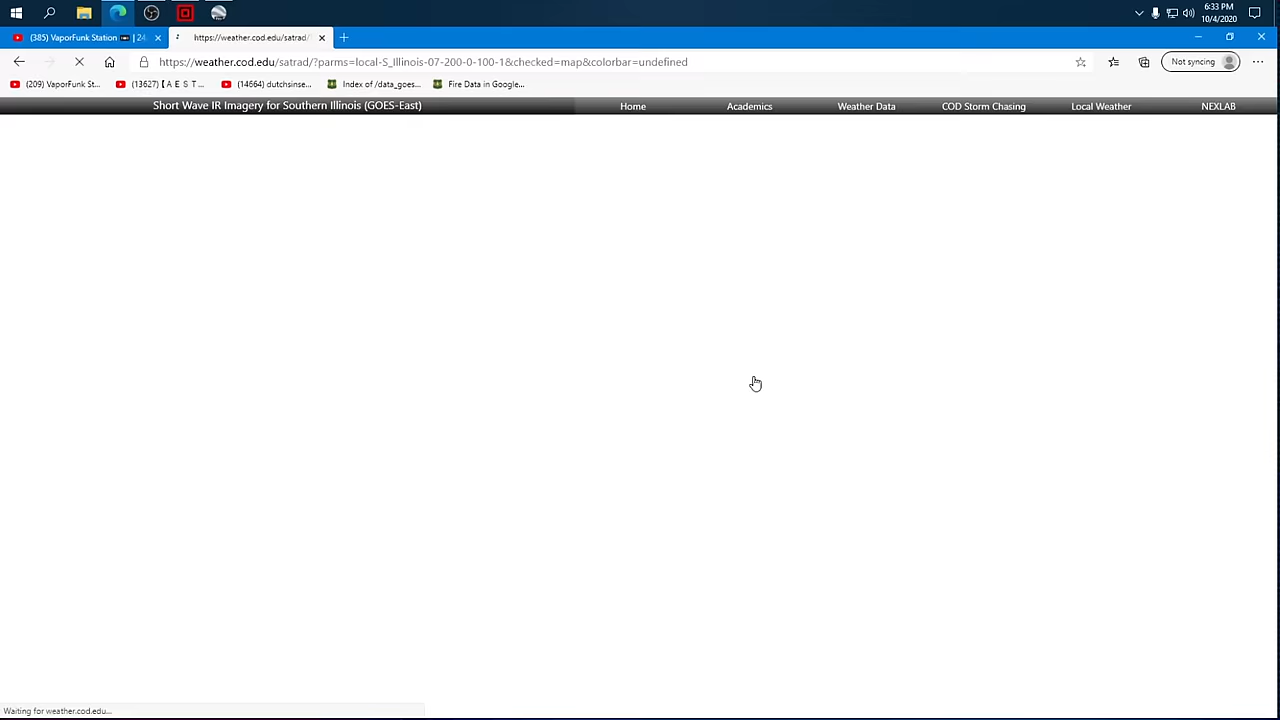 6:33 PM
10/4/2020
(385) VaporFunk Station | 24
https://weather.cod.edu/satrad/
https://weather.cod.edu/satrad/?parms=local-S_Illinois-07-200-0-100-1&checked=map&colorbar=undefined
Not syncing
(209) VaporFunk St...
(13627)【 A E S T ...
(14664) dutchsinse...
Index of /data_goes...
Fire Data in Google...
Short Wave IR Imagery for Southern Illinois (GOES-East)
Home
Academics
Weather Data
COD Storm Chasing
Local Weather
NEXLAB
Waiting for weather.cod.edu...